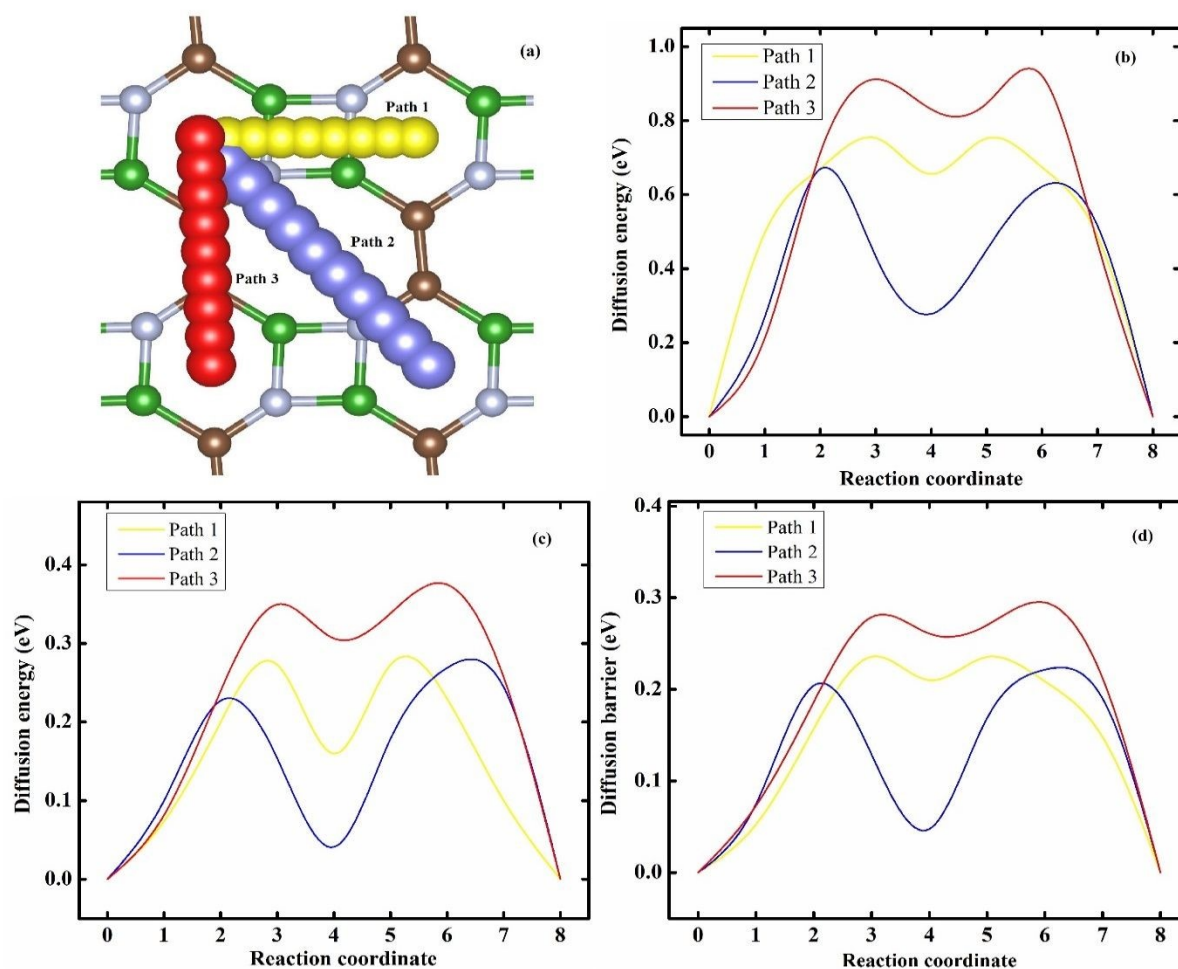 (a)
Path 1
Path 2
Path 3
(b)
Path 1
Path 2
Path 3
Diffusion energy (eV)
1.0
0.8
0.6
0.4
0.2
0.0
0 1 2 3 4 5 6 7 8
Reaction coordinate
(c)
Path 1
Path 2
Path 3
Diffusion energy (eV)
0.4
0.3
0.2
0.1
0.0
0 1 2 3 4 5 6 7 8
Reaction coordinate
(d)
Path 1
Path 2
Path 3
Diffusion barrier (eV)
0.4
0.3
0.2
0.1
0.0
0 1 2 3 4 5 6 7 8
Reaction coordinate